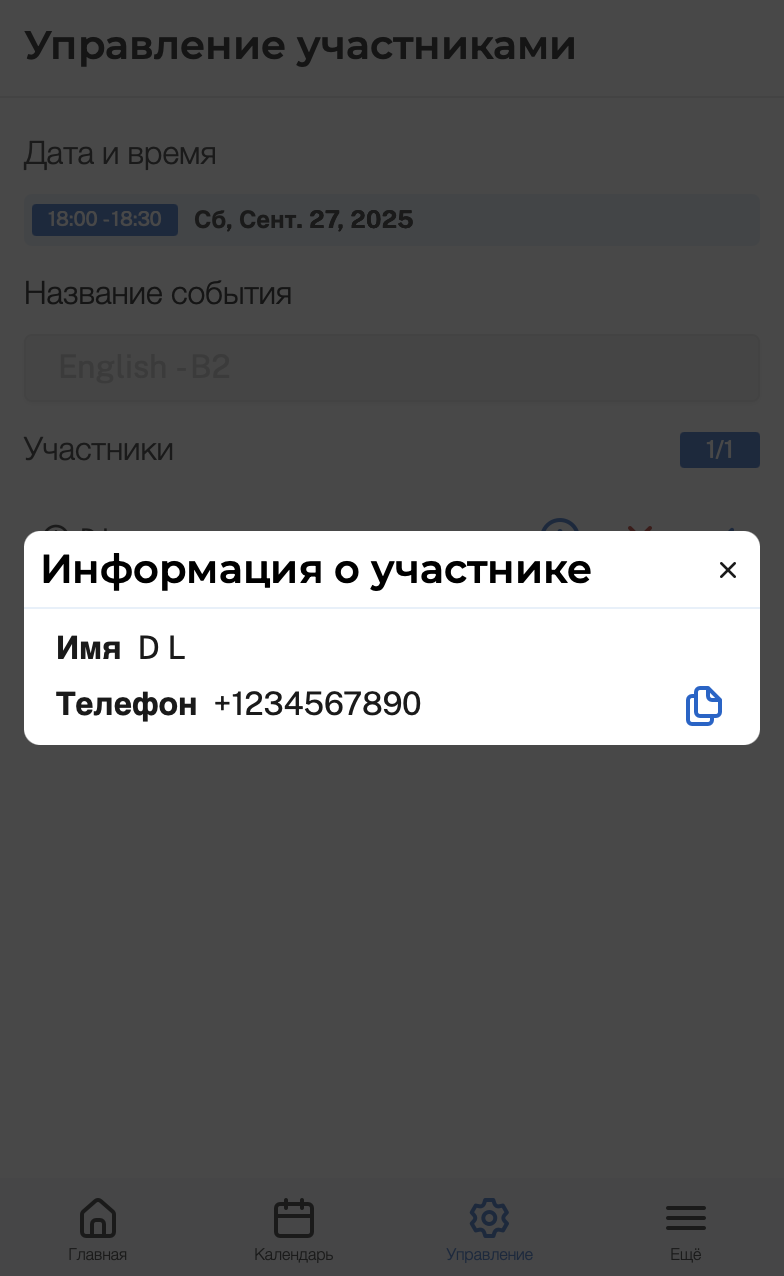 Управление участниками
Дата и время
18:00 - 18:30 Сб, Сент. 27, 2025
Название события
English - B2
Участники 1/1
Информация о участнике
Имя D L
Телефон +1234567890
Главная Календарь Управление Ещё